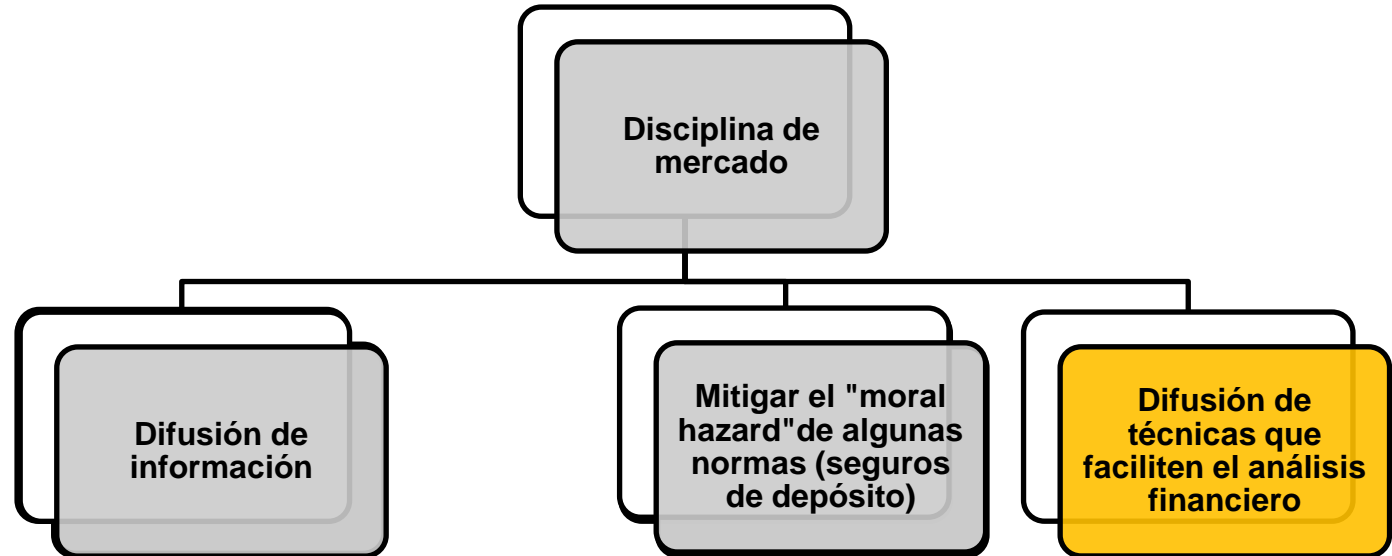 Disciplina de
mercado
Difusión de
información
Mitigar el "moral
hazard"de algunas
normas (seguros
de depósito)
Difusión de
técnicas que
faciliten el análisis
financiero